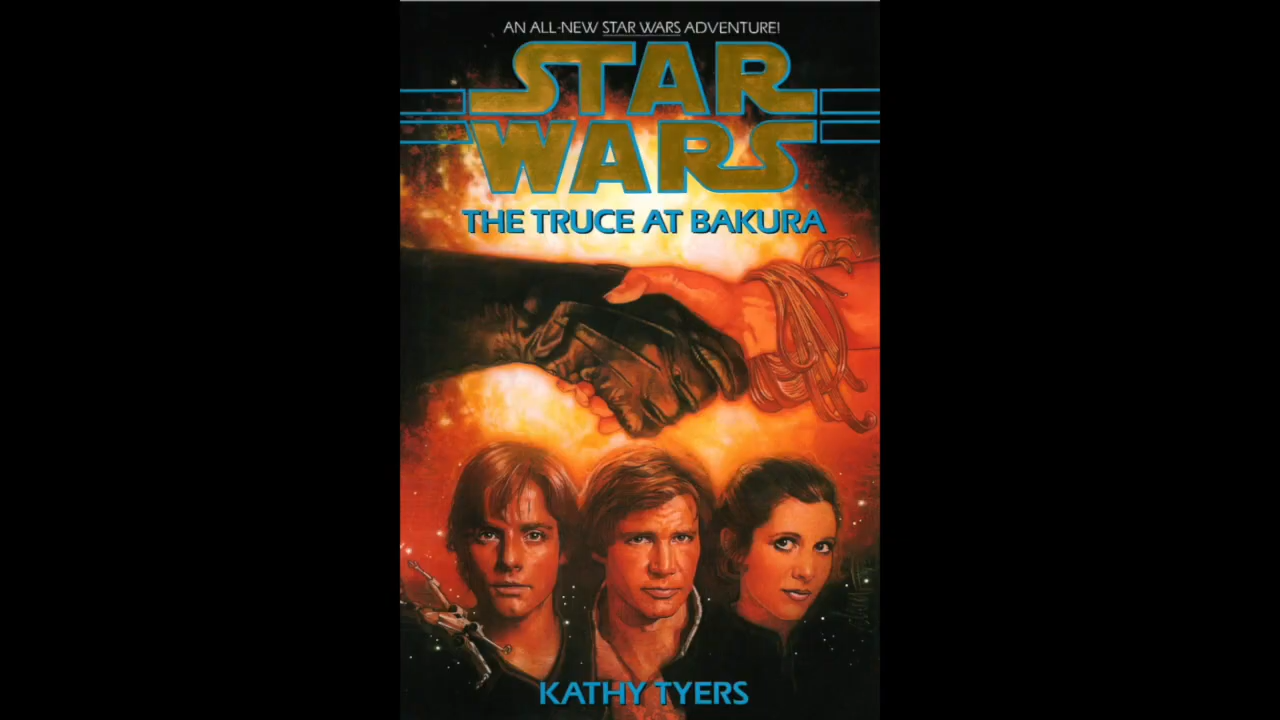 AN ALL-NEW STAR WARS ADVENTURE!
STAR
WARS
THE TRUCE AT BAKURA
KATHY TYERS